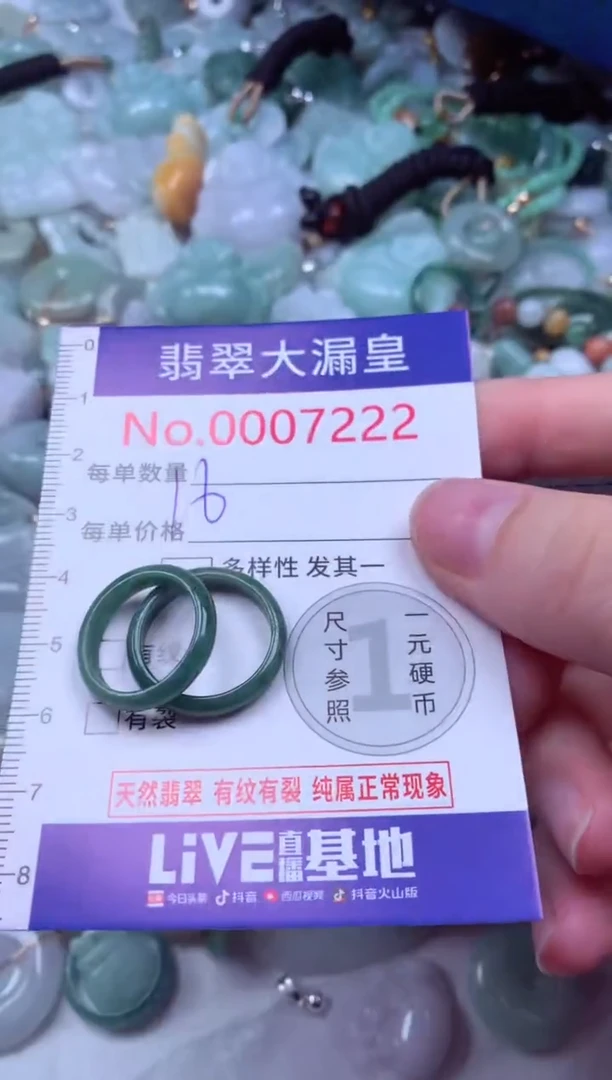 翡翠大漏皇
No.0007222
每单数量
16
每单价格
多样性 发其一
有纹
有裂
尺寸参照
1
一元硬币
天然翡翠 有纹有裂 纯属正常现象
LiVE直播基地
今日头条 抖音 西瓜视频 抖音火山版
0
1
2
3
4
5
6
7
8